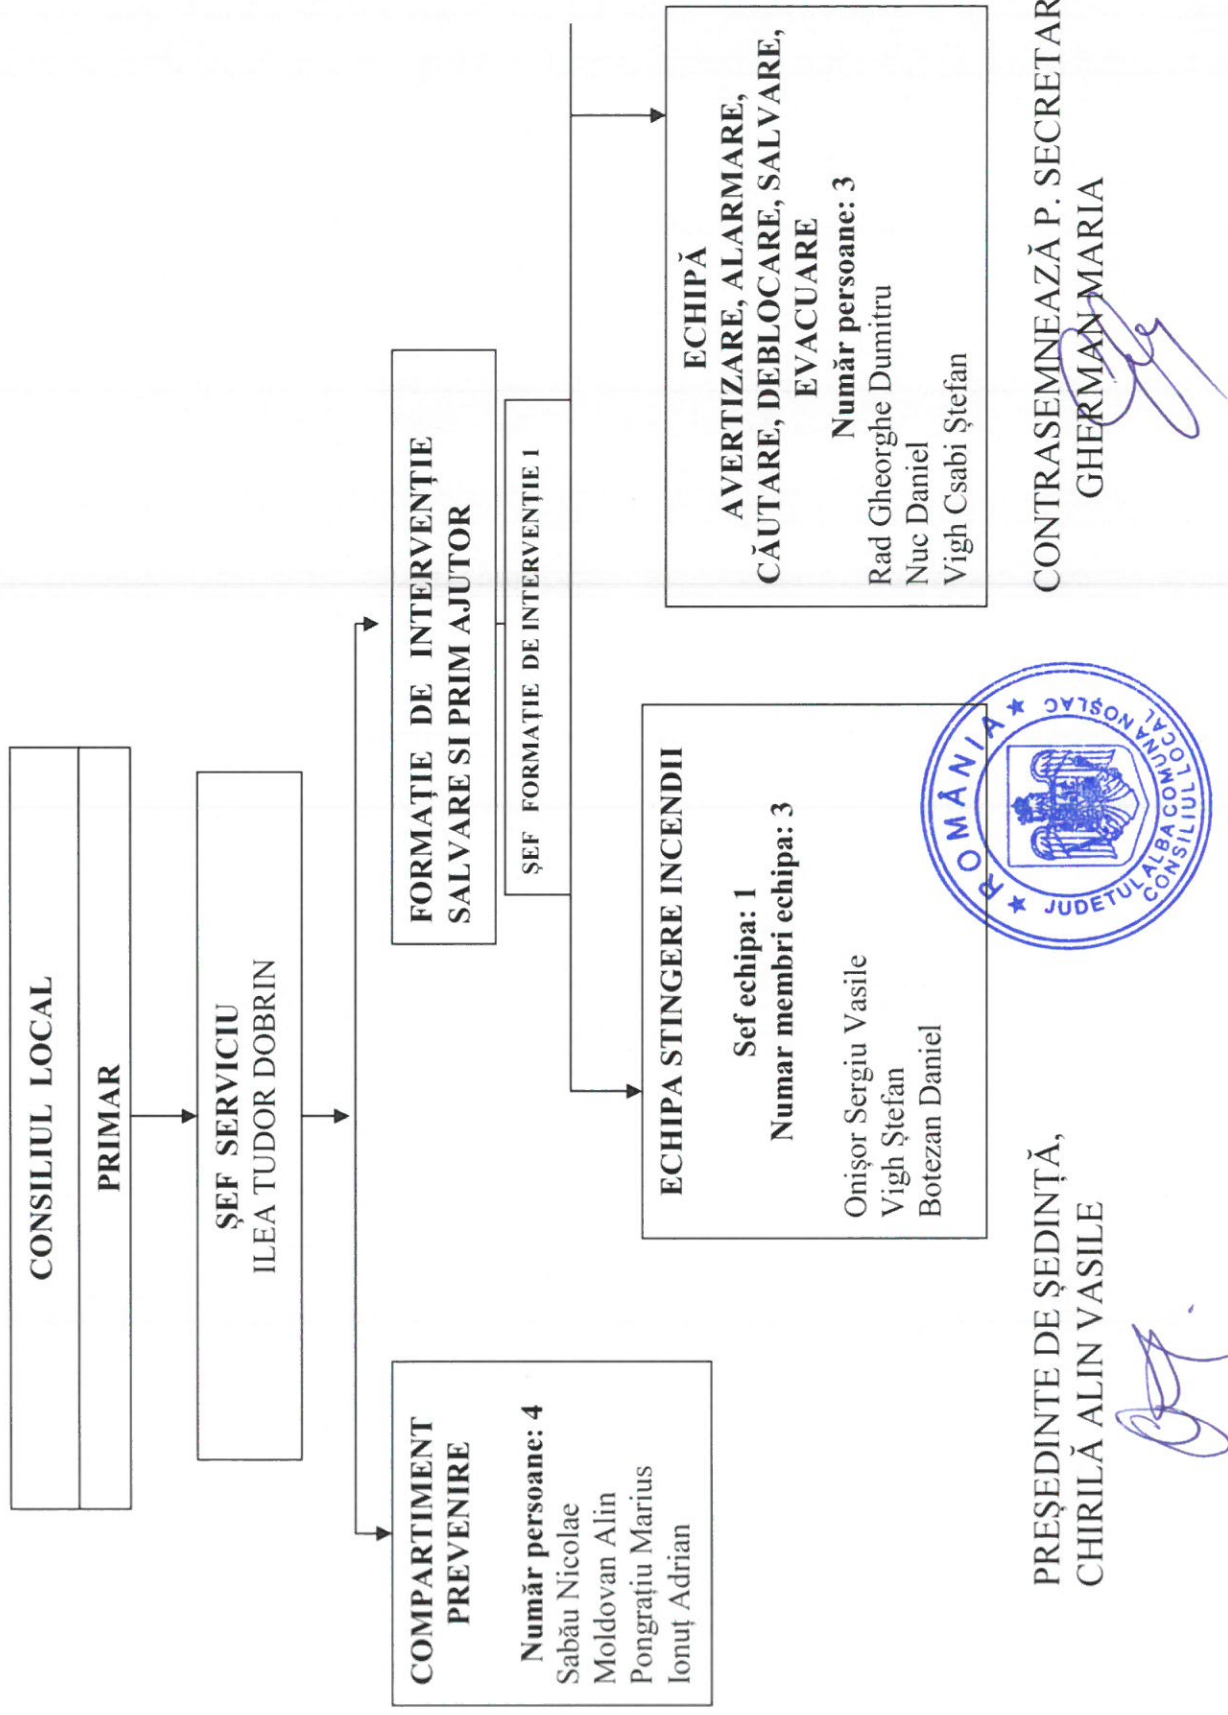 CONSILIUL LOCAL
PRIMAR
ȘEF SERVICIU
ILEA TUDOR DOBRIN
COMPARTIMENT
PREVENIRE
Număr persoane: 4
Sabău Nicolae
Moldovan Alin
Pongrațiu Marius
Ionuț Adrian
FORMAȚIE DE INTERVENȚIE
SALVARE SI PRIM AJUTOR
ȘEF FORMAȚIE DE INTERVENȚIE 1
ECHIPA STINGERE INCENDII
Sef echipa: 1
Numar membri echipa: 3
Onișor Sergiu Vasile
Vigh Ștefan
Botezan Daniel
ECHIPĂ
AVERTIZARE, ALARMARE,
CĂUTARE, DEBLOCARE, SALVARE,
EVACUARE
Număr persoane: 3
Rad Gheorghe Dumitru
Nuc Daniel
Vigh Csabi Ștefan
PREȘEDINTE DE ȘEDINȚĂ,
CHIRILĂ ALIN VASILE
★ ROMÂNIA ★
JUDEȚUL ALBA COMUNA NOȘLAC
CONSILIUL LOCAL
CONTRASEMNEAZĂ P. SECRETAR
GHERMAN MARIA